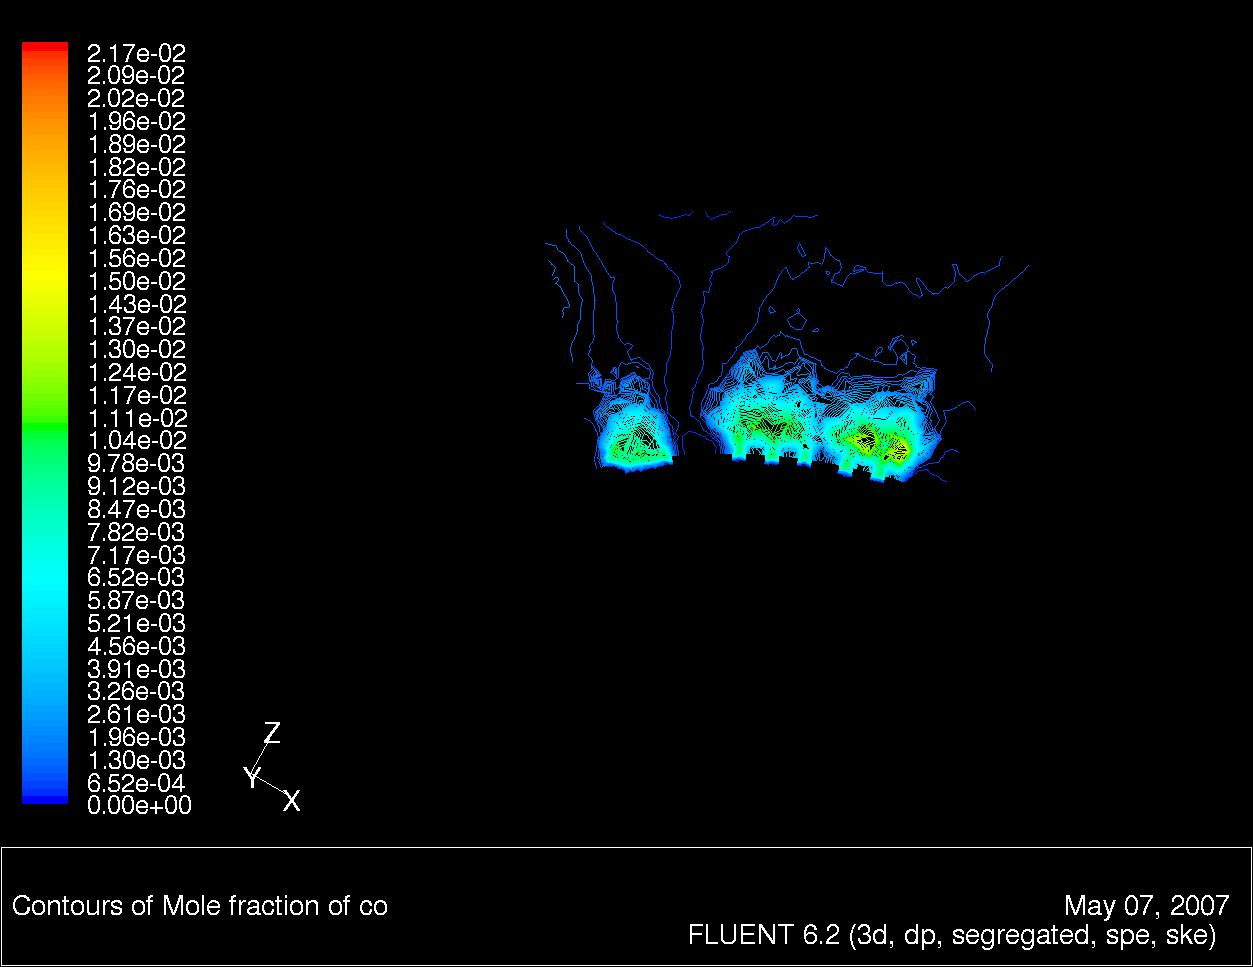 2.17e-02
2.09e-02
2.02e-02
1.96e-02
1.89e-02
1.82e-02
1.76e-02
1.69e-02
1.63e-02
1.56e-02
1.50e-02
1.43e-02
1.37e-02
1.30e-02
1.24e-02
1.17e-02
1.11e-02
1.04e-02
9.78e-03
9.12e-03
8.47e-03
7.82e-03
7.17e-03
6.52e-03
5.87e-03
5.21e-03
4.56e-03
3.91e-03
3.26e-03
2.61e-03
1.96e-03
1.30e-03
6.52e-04
0.00e+00
Z
Y
X
Contours of Mole fraction of co
May 07, 2007
FLUENT 6.2 (3d, dp, segregated, spe, ske)